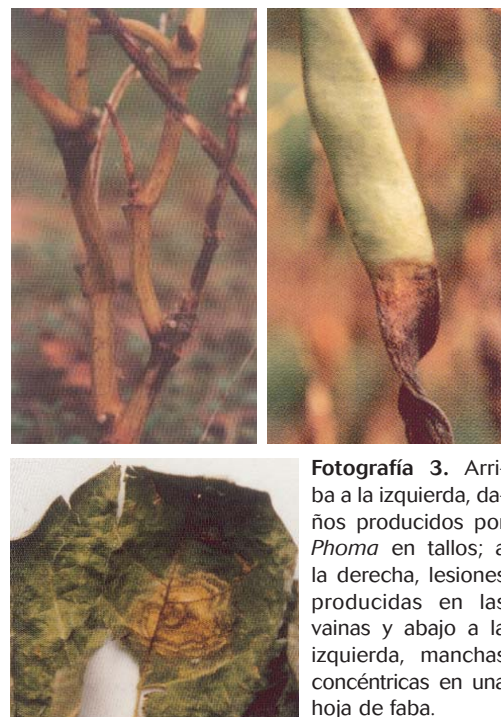 Fotografía 3. Arri-
ba a la izquierda, da-
ños producidos por
Phoma en tallos; a
la derecha, lesiones
producidas en las
vainas y abajo a la
izquierda, manchas
concéntricas en una
hoja de faba.